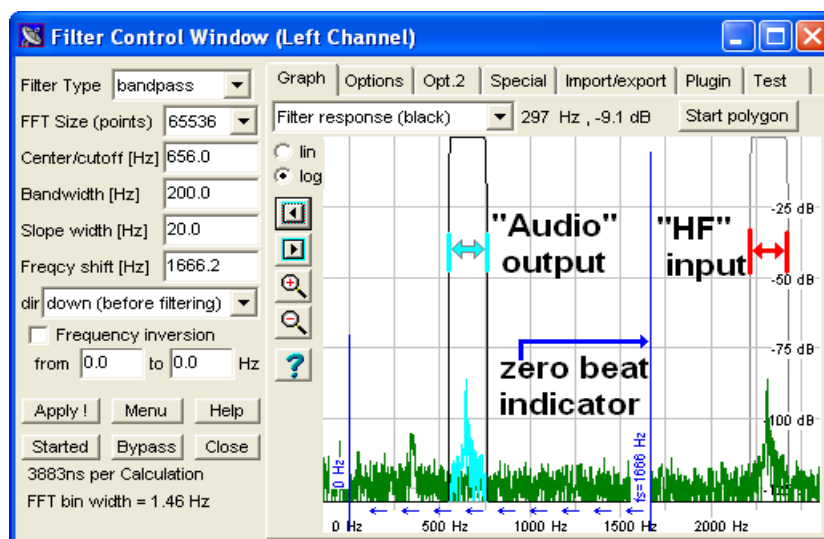 Filter Control Window (Left Channel)
Filter Type bandpass
FFT Size (points) 65536
Center/cutoff [Hz] 656.0
Bandwidth [Hz] 200.0
Slope width [Hz] 20.0
Freqcy shift [Hz] 1666.2
dir down (before filtering)
Frequency inversion
from 0.0 to 0.0 Hz
Apply ! Menu Help
Started Bypass Close
3883ns per Calculation
FFT bin width = 1.46 Hz
Graph Options Opt.2 Special Import/export Plugin Test
Filter response (black) 297 Hz , -9.1 dB Start polygon
lin
log
?
-25 dB
"Audio" output
"HF" input
-50 dB
-75 dB
zero beat indicator
-100 dB
0 Hz
fs=1666 Hz
0 Hz 500 Hz 1000 Hz 1500 Hz 2000 Hz